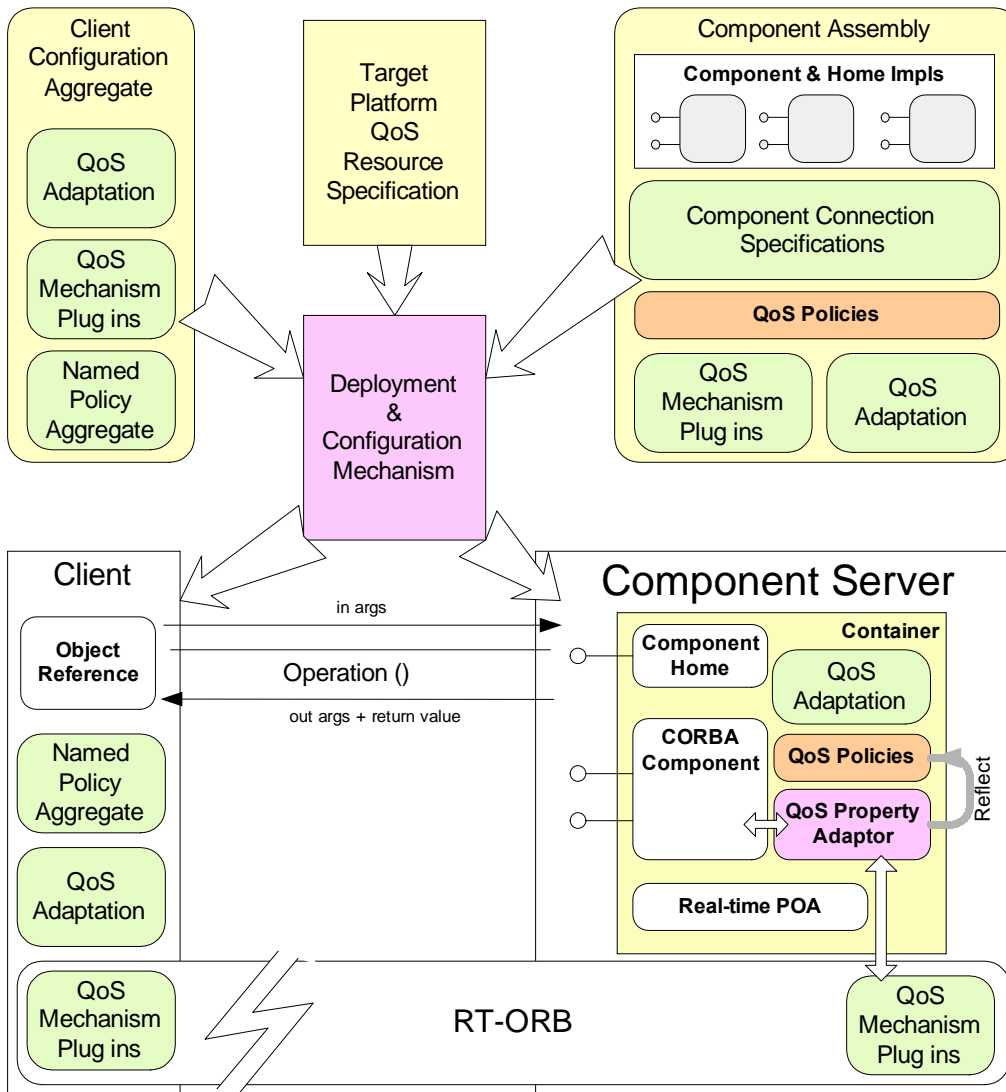 Client
Configuration
Aggregate
QoS
Adaptation
QoS
Mechanism
Plug ins
Named
Policy
Aggregate
Target
Platform
QoS
Resource
Specification
Component Assembly
Component & Home Impls
Component Connection
Specifications
QoS Policies
QoS
Mechanism
Plug ins
QoS
Adaptation
Deployment
&
Configuration
Mechanism
Client
Object
Reference
Named
Policy
Aggregate
QoS
Adaptation
QoS
Mechanism
Plug ins
in args
Operation ()
out args + return value
Component Server
Container
Component
Home
QoS
Adaptation
CORBA
Component
QoS Policies
QoS Property
Adaptor
Reflect
Real-time POA
RT-ORB
QoS
Mechanism
Plug ins